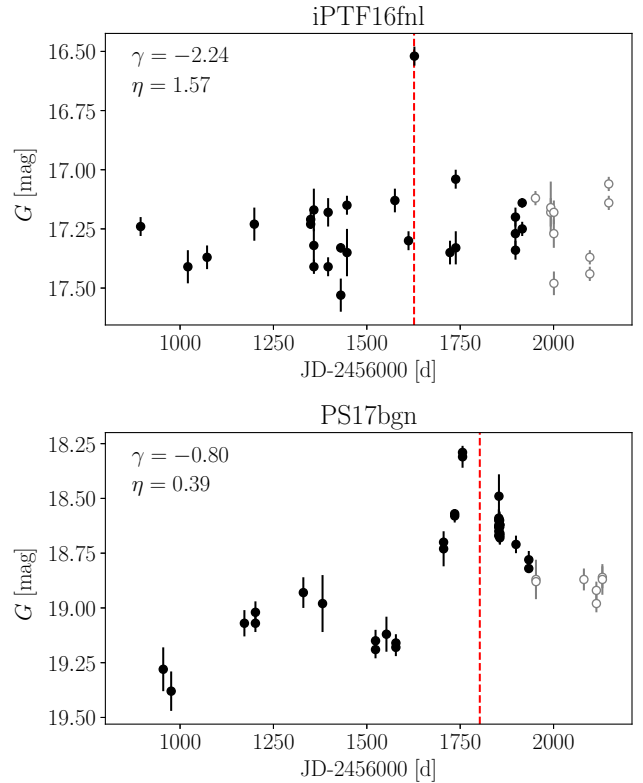 iPTF16fnl
γ = −2.24
η = 1.57
16.50
16.75
17.00
17.25
17.50
G [mag]
1000
1250
1500
1750
2000
JD-2456000 [d]
PS17bgn
γ = −0.80
η = 0.39
18.25
18.50
18.75
19.00
19.25
19.50
G [mag]
1000
1250
1500
1750
2000
JD-2456000 [d]